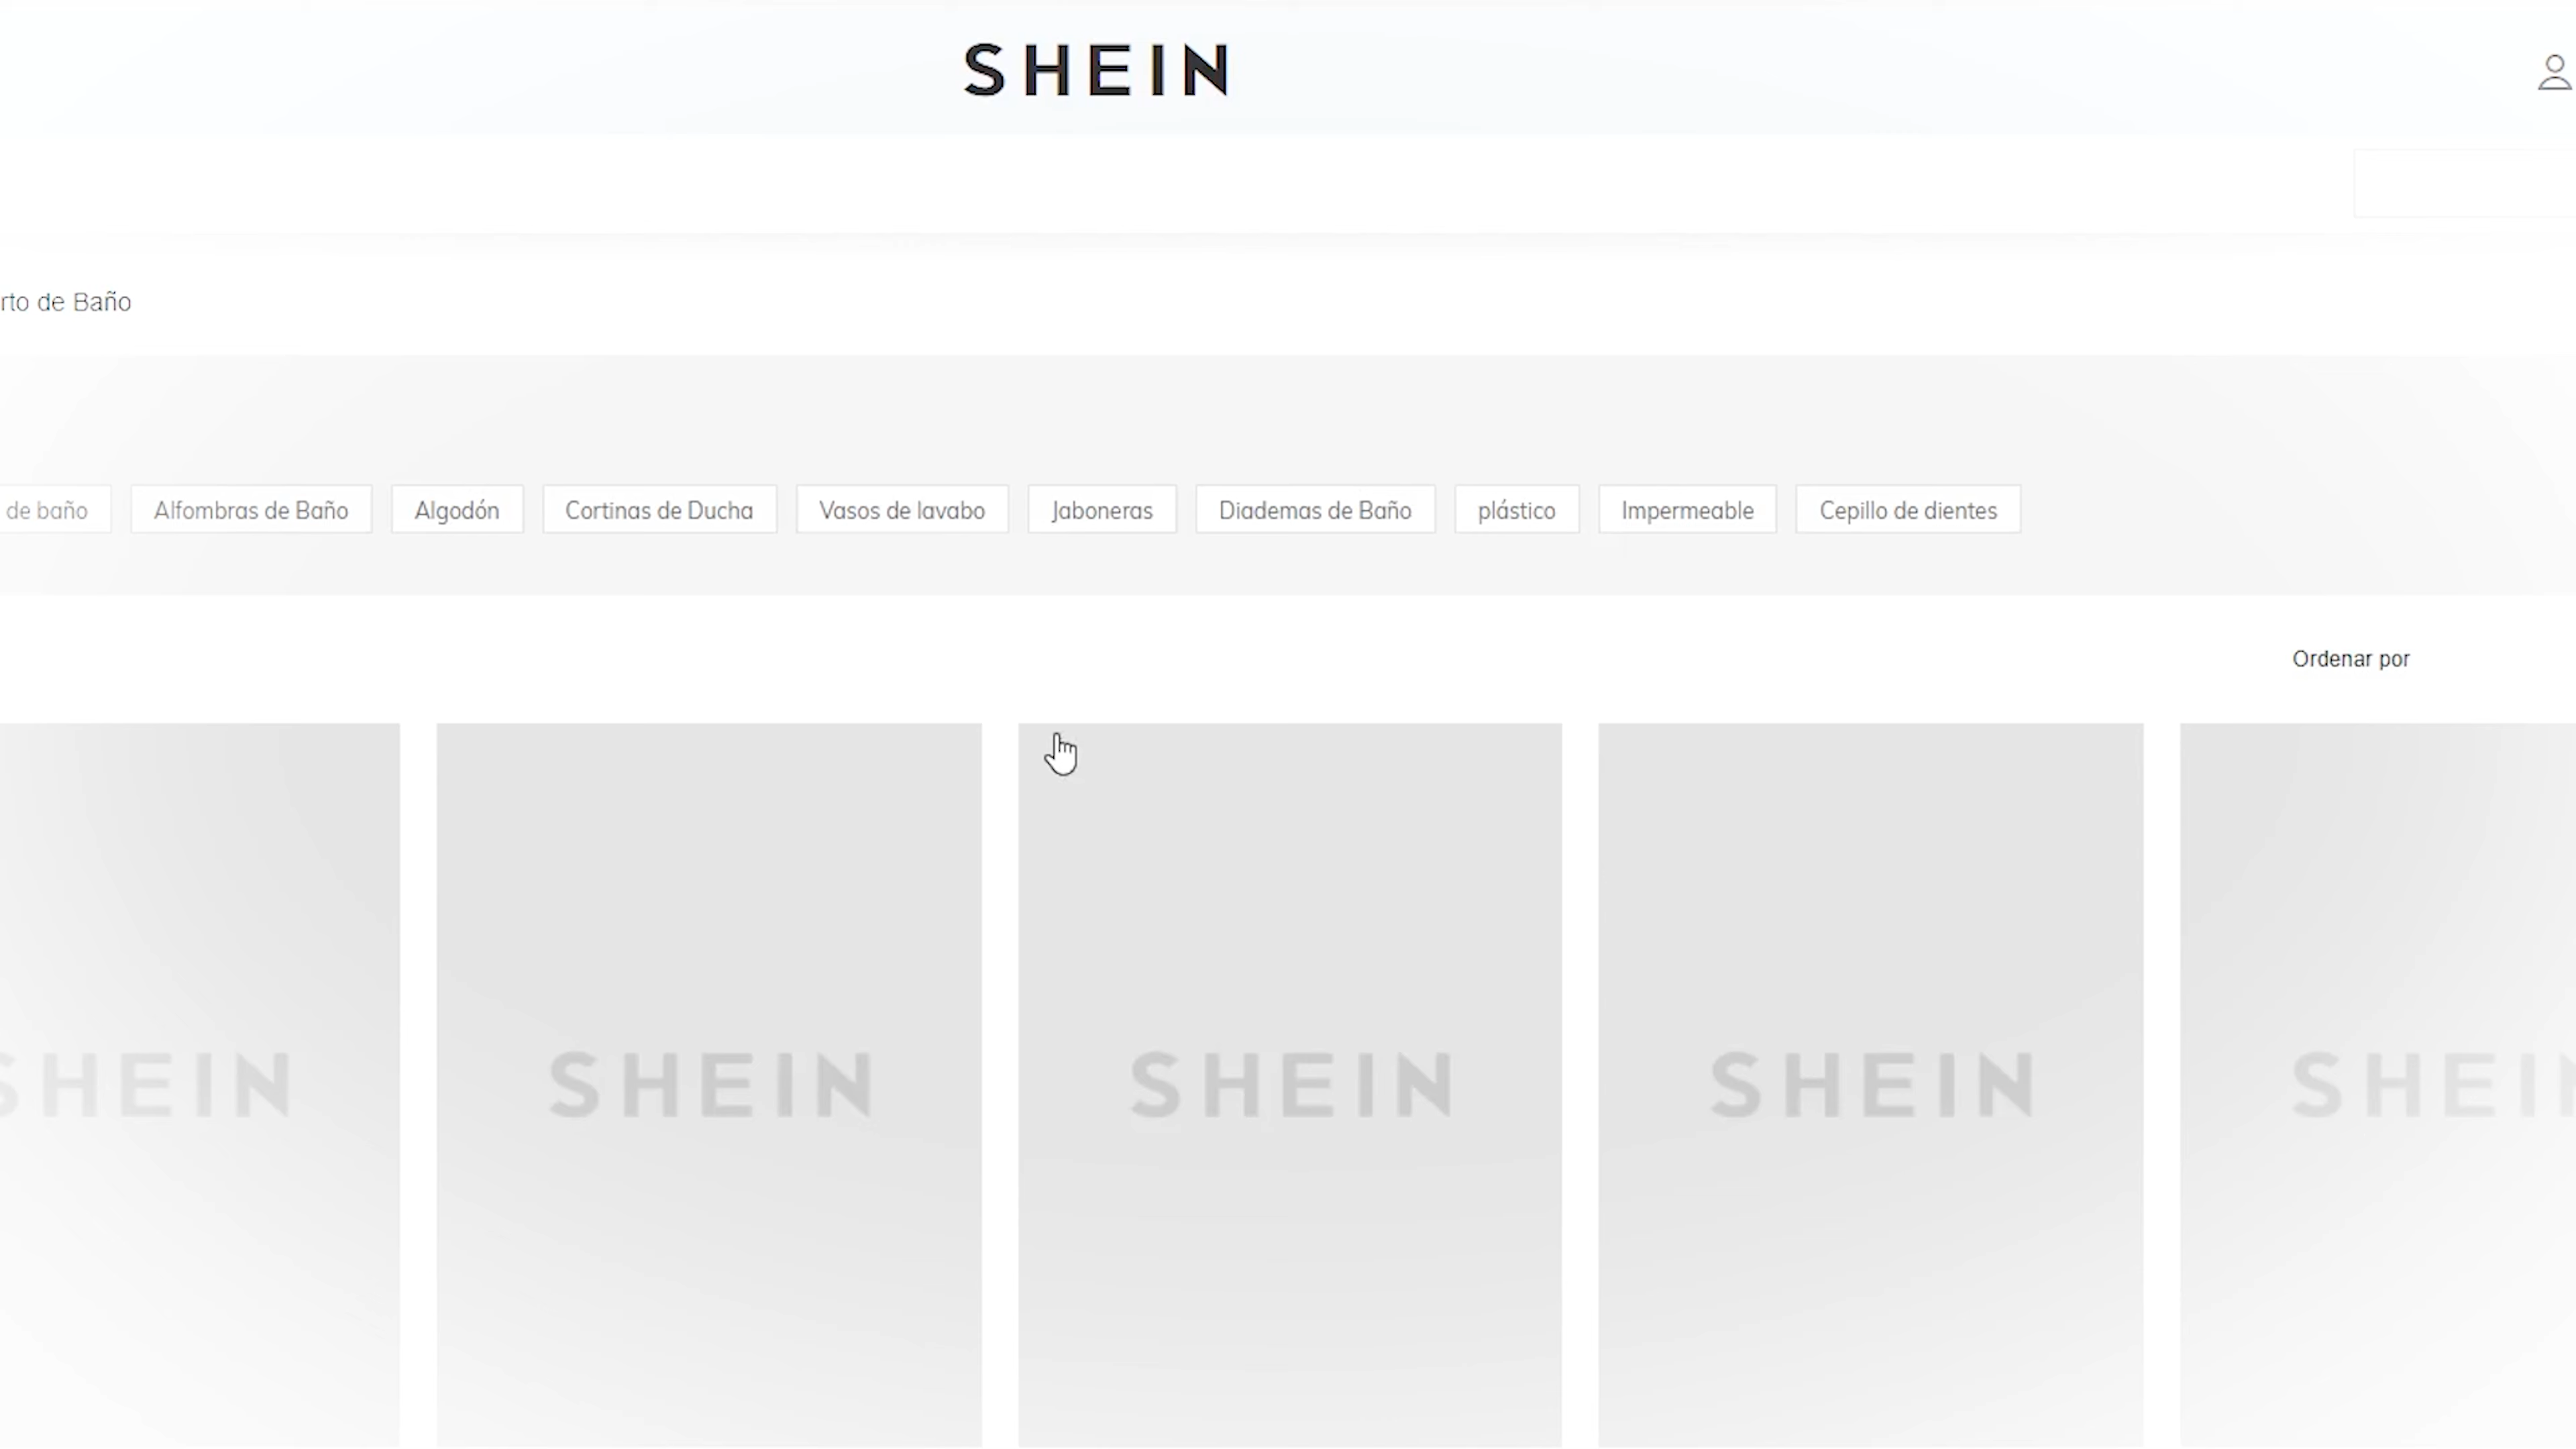 SHEIN
rto de Baño
de baño Alfombras de Baño Algodón Cortinas de Ducha Vasos de lavabo Jaboneras Diademas de Baño plástico Impermeable Cepillo de dientes
Ordenar por
SHEIN SHEIN SHEIN SHEIN SHEIN